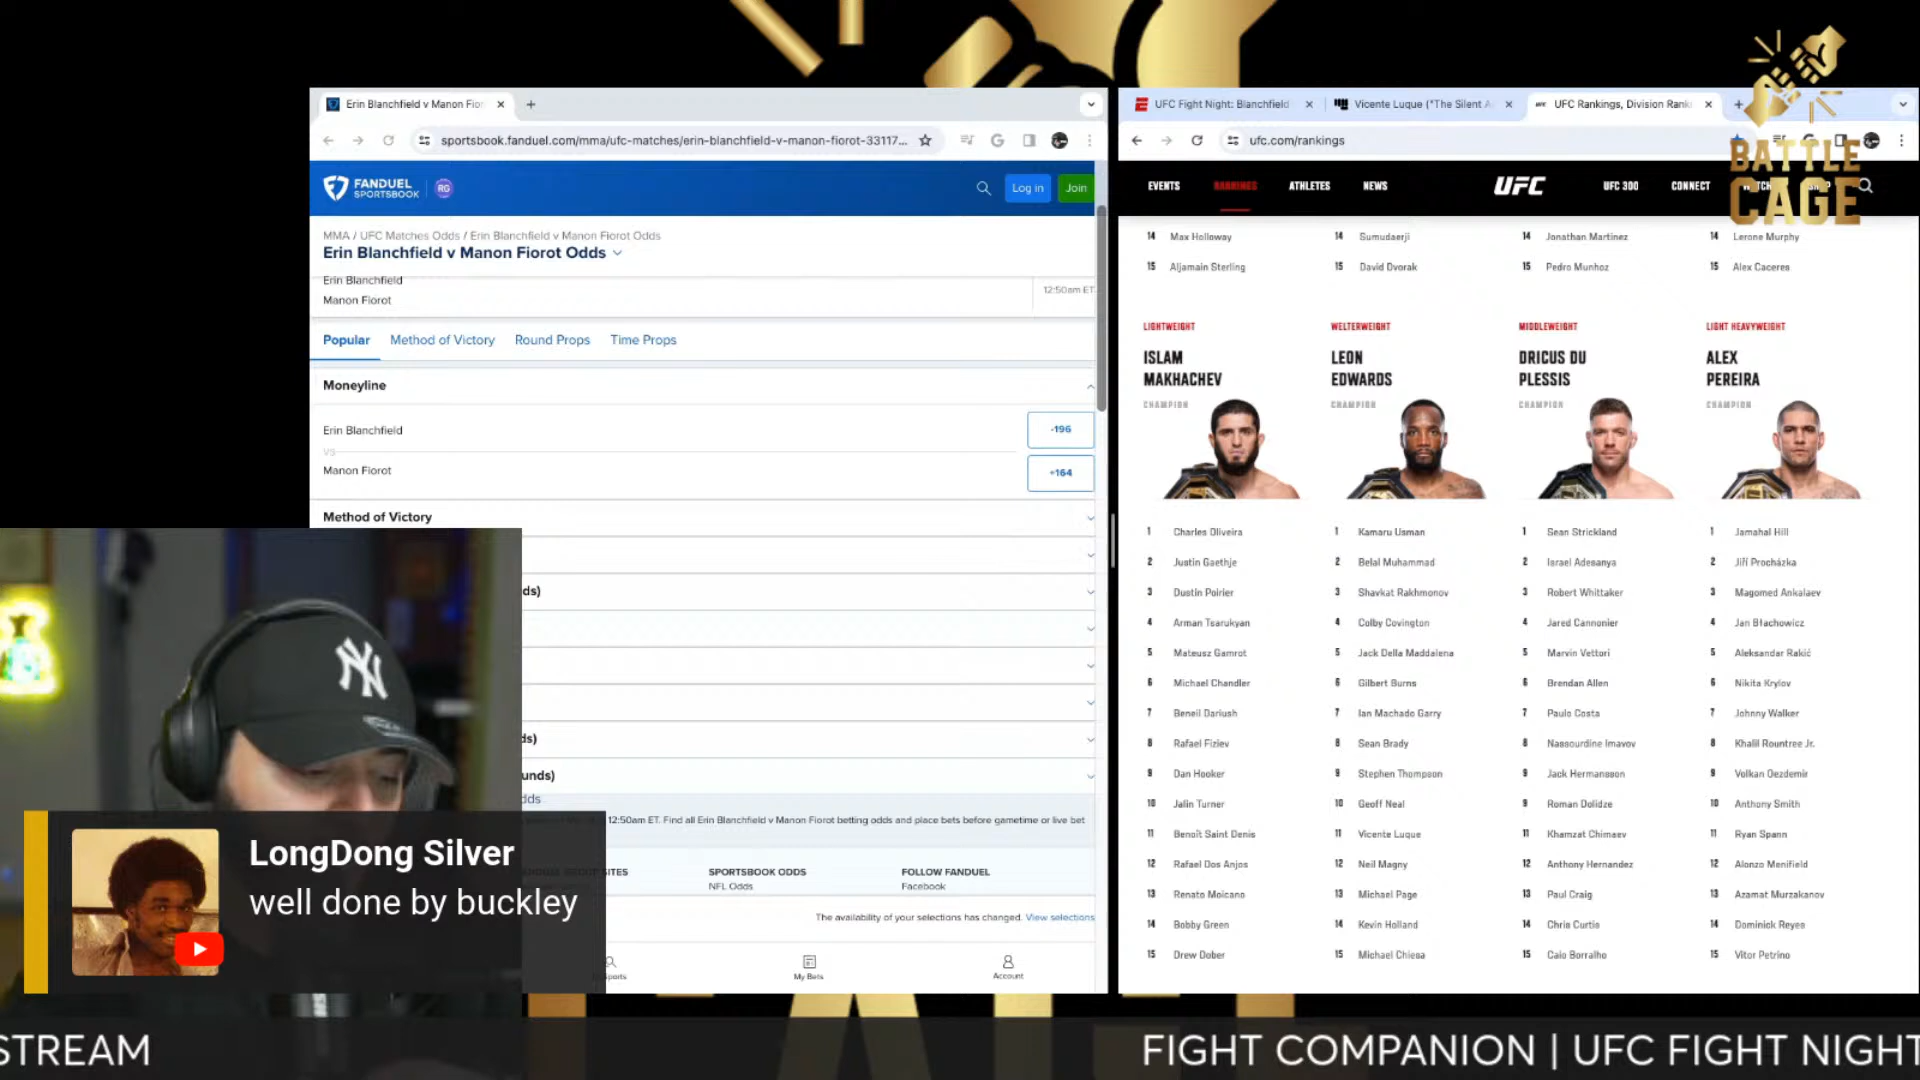 Erin Blanchfield v Manon Fior
sportsbook.fanduel.com/mma/ufc-matches/erin-blanchfield-v-manon-fiorot-33117...
FANDUEL
SPORTSBOOK
RG
Log in
Join
MMA / UFC Matches Odds / Erin Blanchfield v Manon Fiorot Odds
Erin Blanchfield v Manon Fiorot Odds
Erin Blanchfield
Manon Fiorot
12:50am ET
Popular
Method of Victory
Round Props
Time Props
Moneyline
Erin Blanchfield
-196
VS
Manon Fiorot
+164
Method of Victory
ds)
ds)
unds)
dds
12:50am ET. Find all Erin Blanchfield v Manon Fiorot betting odds and place bets before gametime or live bet
SITES
SPORTSBOOK ODDS
FOLLOW FANDUEL
NFL Odds
Facebook
The availability of your selections has changed. View selections
ports
My Bets
Account
UFC Fight Night: Blanchfield
Vicente Luque ("The Silent A
UFC Rankings, Division Ranki
ufc.com/rankings
EVENTS
RANKINGS
ATHLETES
NEWS
UFC
UFC 300
CONNECT
BATTLE
CAGE
14 Max Holloway
14 Sumudaerji
14 Jonathan Martinez
14 Lerone Murphy
15 Aljamain Sterling
15 David Dvorak
15 Pedro Munhoz
15 Alex Caceres
LIGHTWEIGHT
ISLAM
MAKHACHEV
CHAMPION
1 Charles Oliveira
2 Justin Gaethje
3 Dustin Poirier
4 Arman Tsarukyan
5 Mateusz Gamrot
6 Michael Chandler
7 Beneil Dariush
8 Rafael Fiziev
9 Dan Hooker
10 Jalin Turner
11 Benoît Saint Denis
12 Rafael Dos Anjos
13 Renato Moicano
14 Bobby Green
15 Drew Dober
WELTERWEIGHT
LEON
EDWARDS
CHAMPION
1 Kamaru Usman
2 Belal Muhammad
3 Shavkat Rakhmonov
4 Colby Covington
5 Jack Della Maddalena
6 Gilbert Burns
7 Ian Machado Garry
8 Sean Brady
9 Stephen Thompson
10 Geoff Neal
11 Vicente Luque
12 Neil Magny
13 Michael Page
14 Kevin Holland
15 Michael Chiesa
MIDDLEWEIGHT
DRICUS DU
PLESSIS
CHAMPION
1 Sean Strickland
2 Israel Adesanya
3 Robert Whittaker
4 Jared Cannonier
5 Marvin Vettori
6 Brendan Allen
7 Paulo Costa
8 Nassourdine Imavov
9 Jack Hermansson
9 Roman Dolidze
11 Khamzat Chimaev
12 Anthony Hernandez
13 Paul Craig
14 Chris Curtis
15 Caio Borralho
LIGHT HEAVYWEIGHT
ALEX
PEREIRA
CHAMPION
1 Jamahal Hill
2 Jiří Procházka
3 Magomed Ankalaev
4 Jan Błachowicz
5 Aleksandar Rakić
6 Nikita Krylov
7 Johnny Walker
8 Khalil Rountree Jr.
9 Volkan Oezdemir
10 Anthony Smith
11 Ryan Spann
12 Alonzo Menifield
13 Azamat Murzakanov
14 Dominick Reyes
15 Vitor Petrino
NY
LongDong Silver
well done by buckley
STREAM
FIGHT COMPANION | UFC FIGHT NIGHT